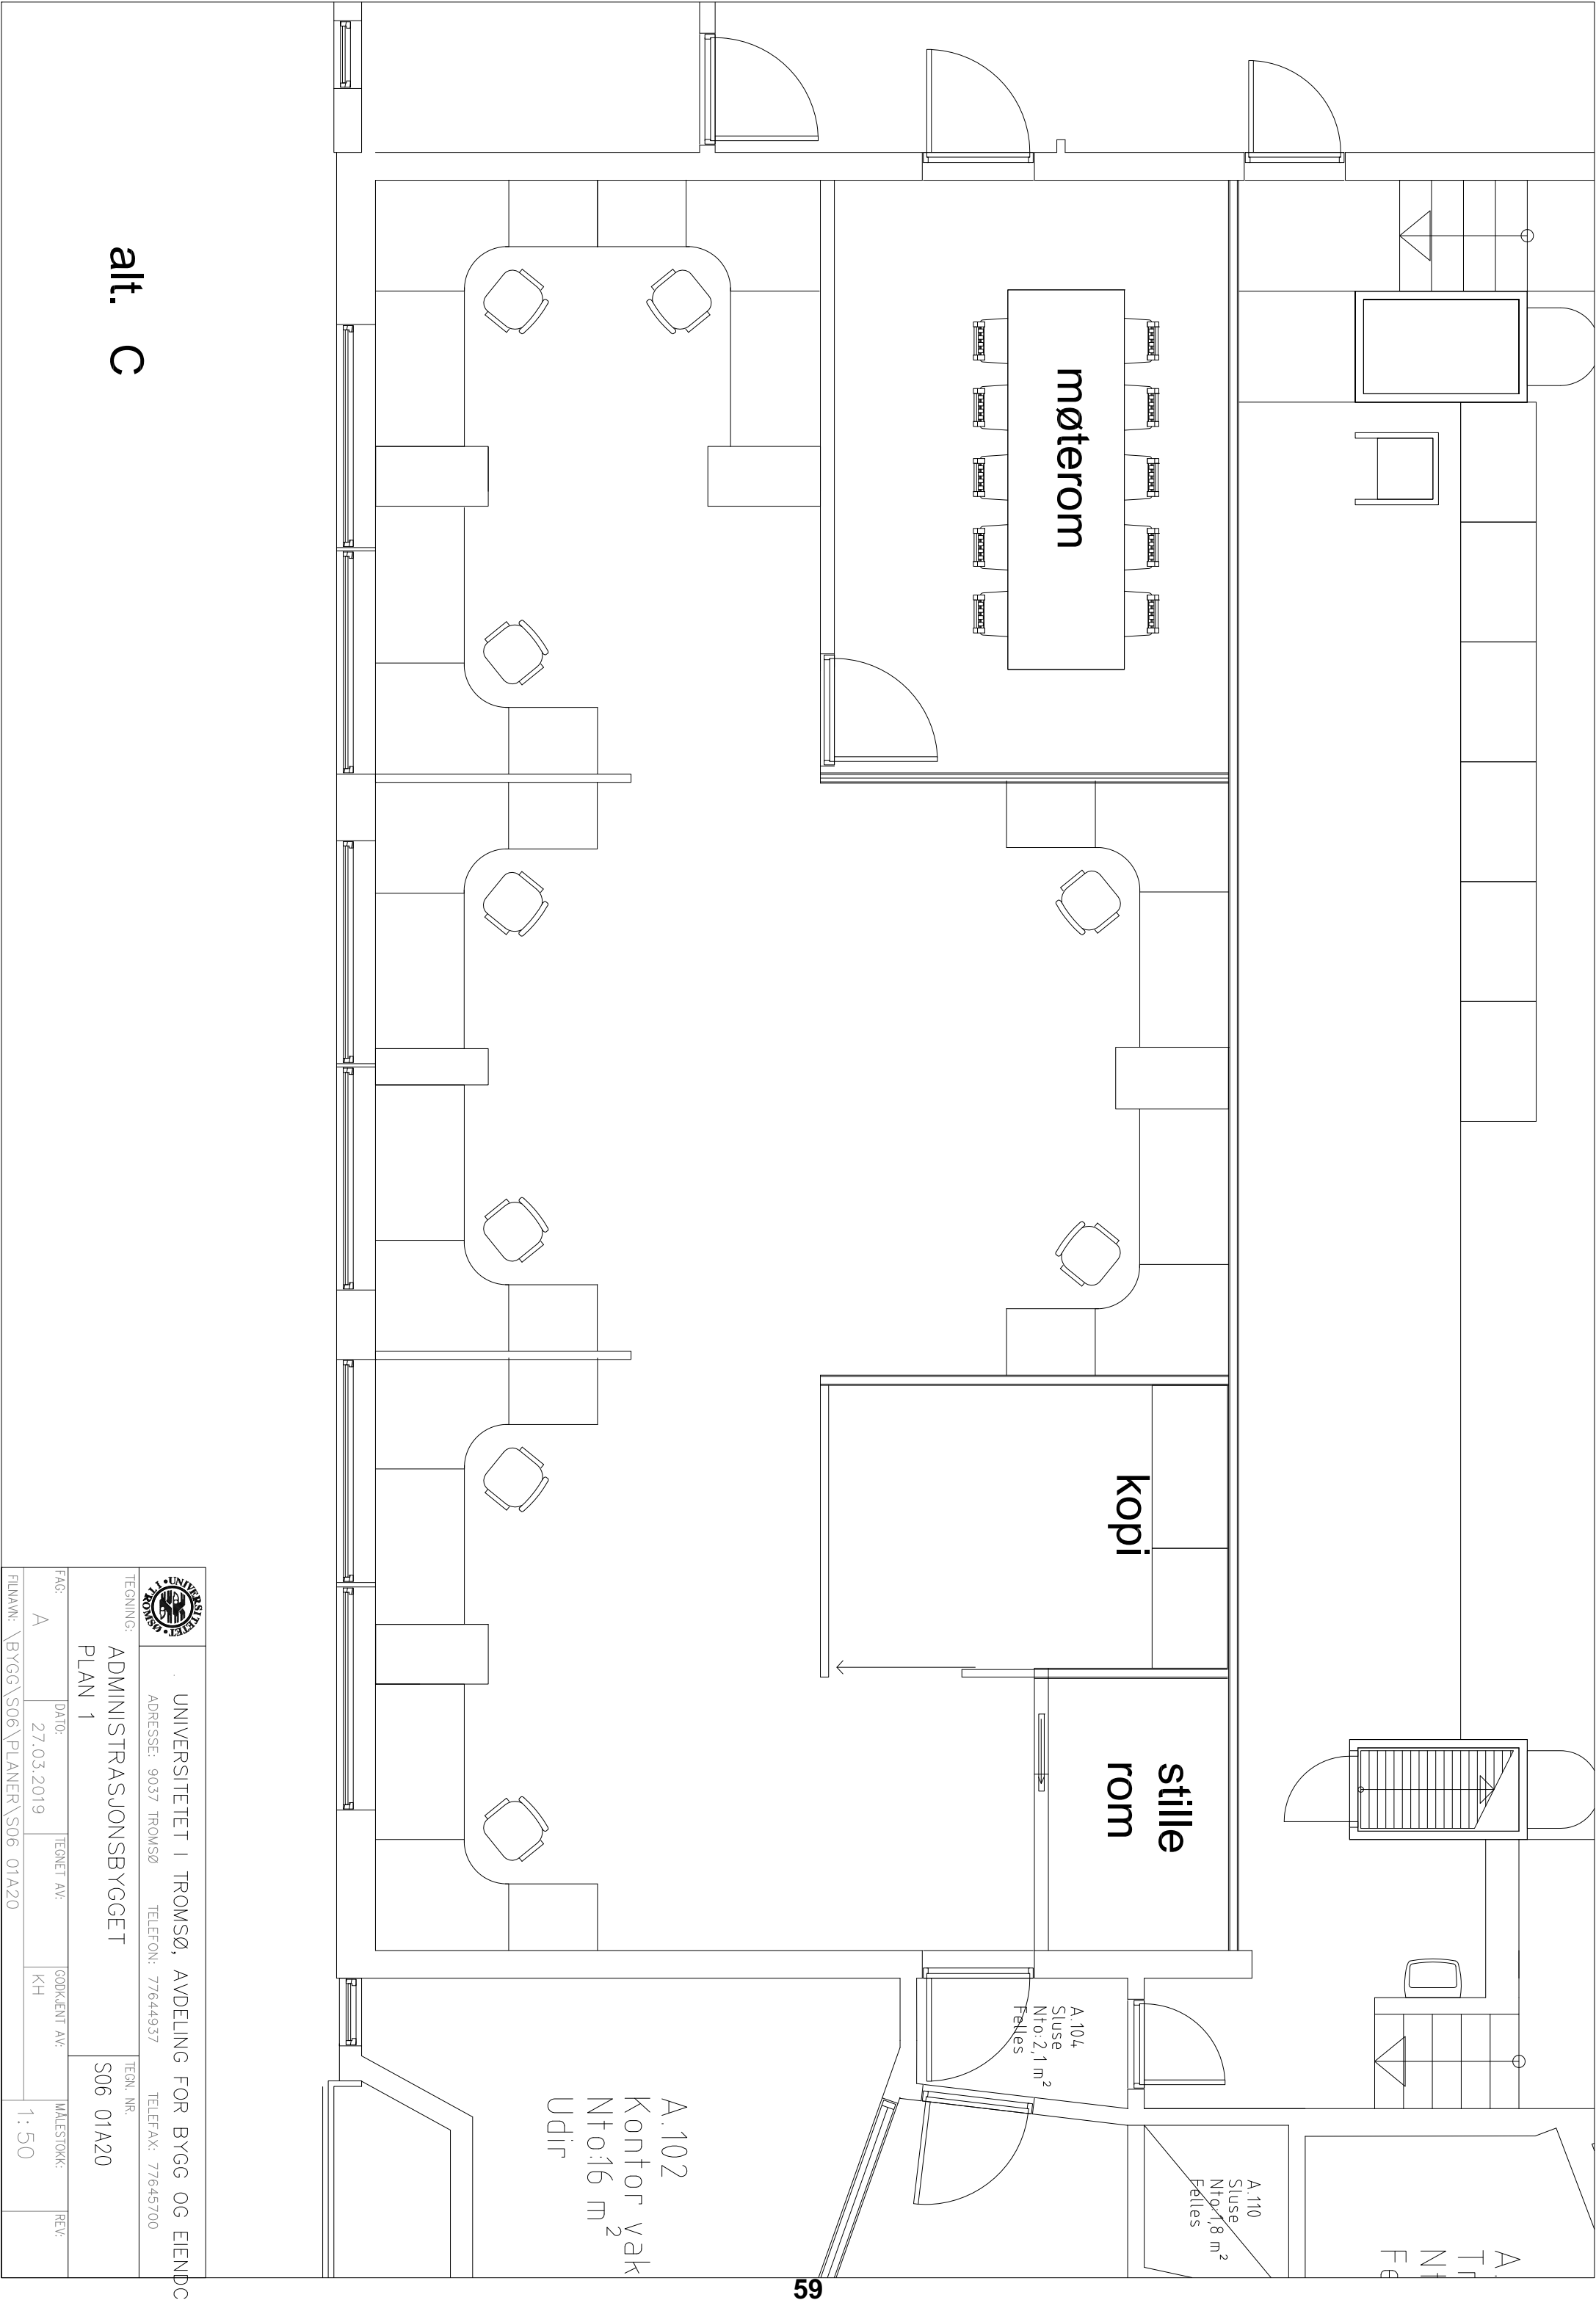 møterom
kopi
stille
rom
alt. C
A.104
Sluse
Nto:2,1 m²
Felles
A.110
Sluse
Nto:1,8 m²
Felles
A.102
Kontor vak
Nto:16 m²
Udir
UNIVERSITETET I TROMSØ
UNIVERSITETET I TROMSØ, AVDELING FOR BYGG OG EIENDO
ADRESSE: 9037 TROMSØ TELEFON: 77644937 TELEFAX: 77645700
TEGNING:
ADMINISTRASJONSBYGGET
PLAN 1
TEGN. NR.
S06 01A20
FAG: A
DATO: 27.03.2019
TEGNET AV:
GODKJENT AV: KH
MÅLESTOKK: 1:50
REV:
FILNAVN: \BYGG\S06\PLANER\S06 01A20
59